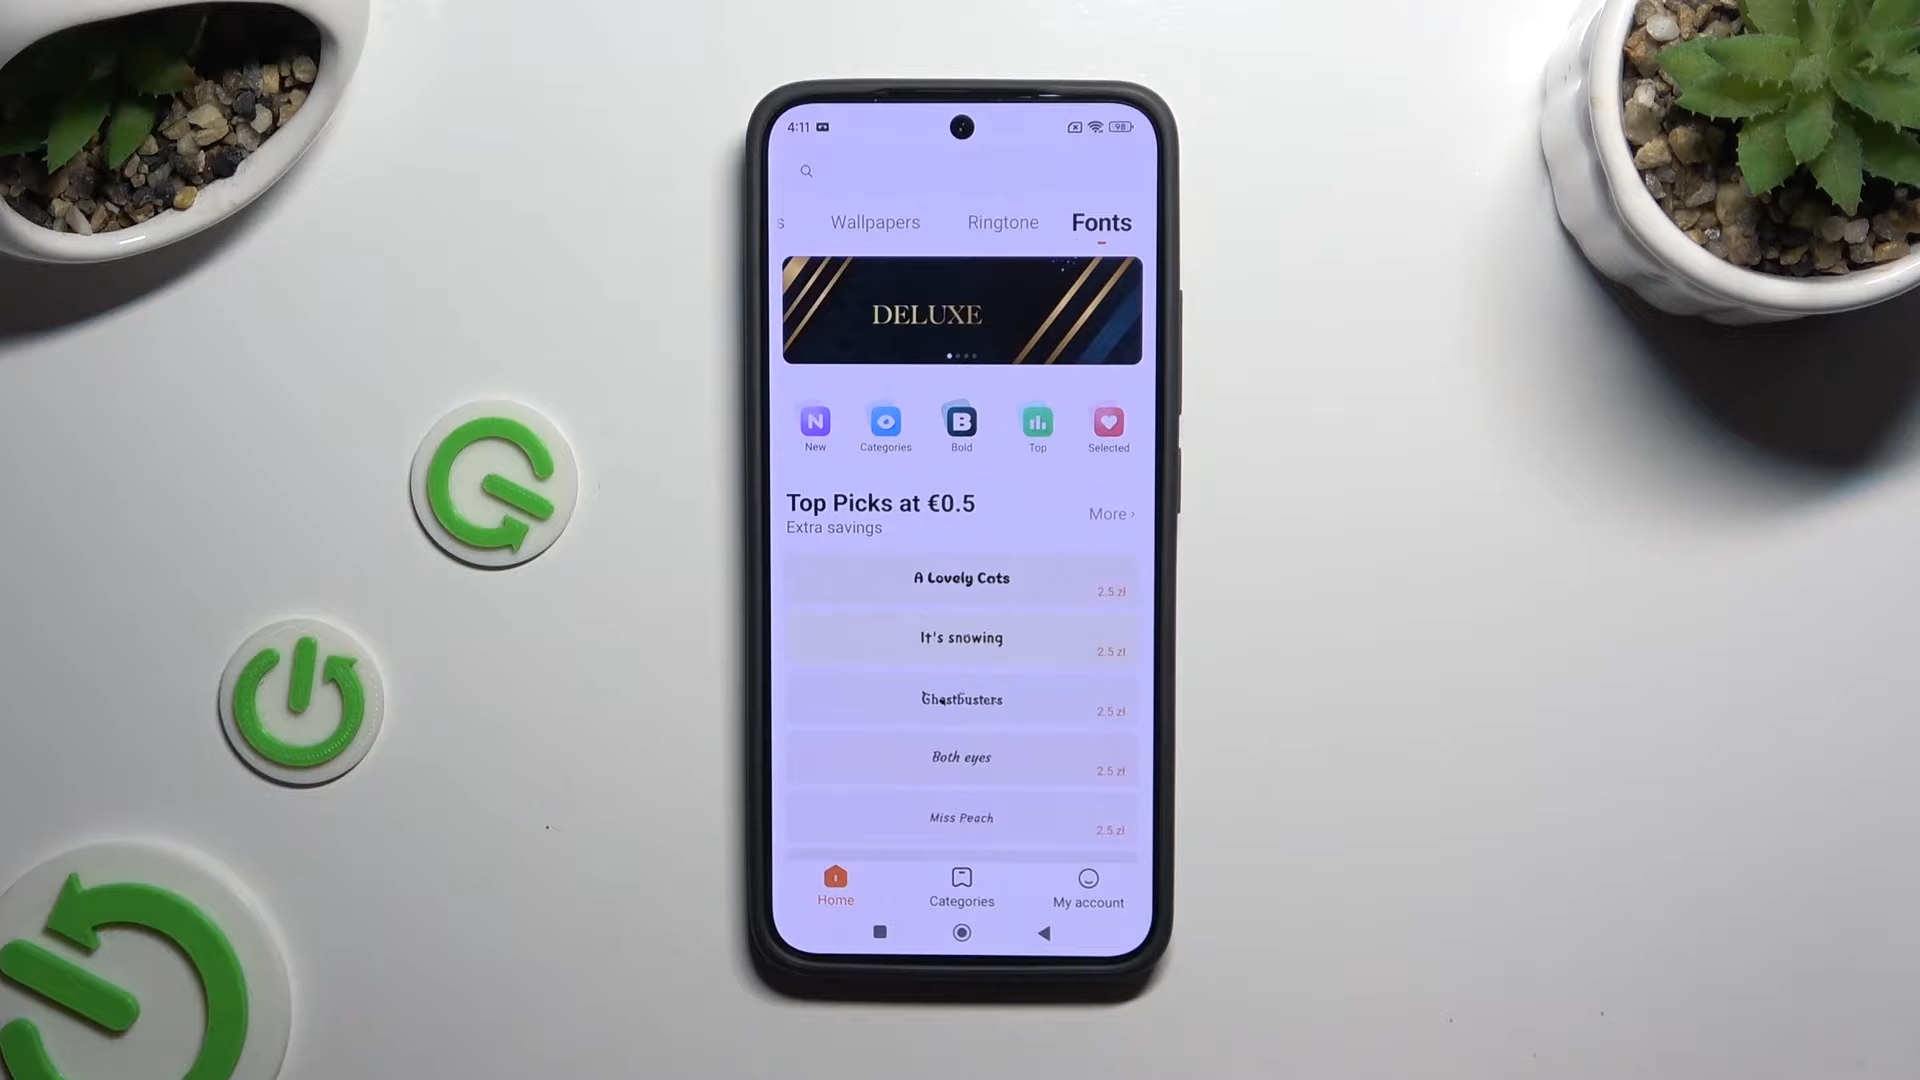 4:11 98
s Wallpapers Ringtone Fonts
DELUXE
N B
New Categories Bold Top Selected
Top Picks at €0.5
More ›
Extra savings
A Lovely Cats
2.5 zł
It's snowing
2.5 zł
Ghostbusters
2.5 zł
Both eyes
2.5 zł
Miss Peach
2.5 zł
Home Categories My account